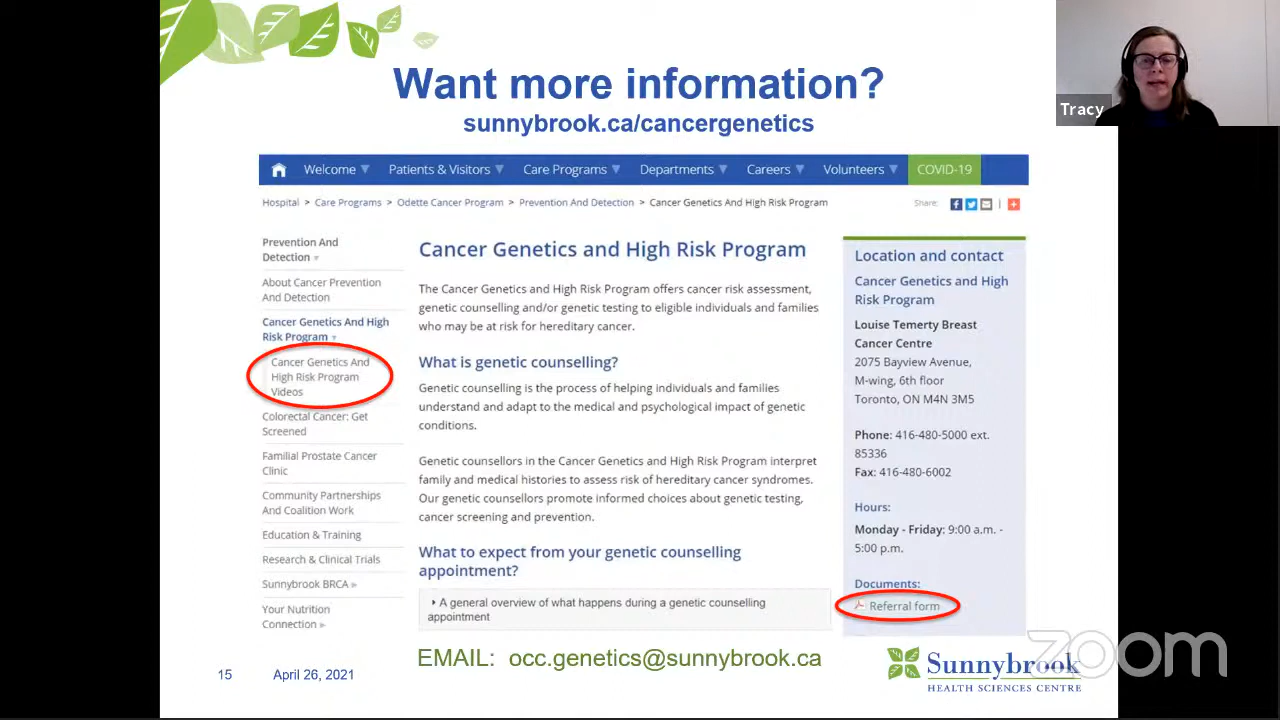 Want more information?
sunnybrook.ca/cancergenetics
Tracy
Welcome
Patients & Visitors
Care Programs
Departments
Careers
Volunteers
COVID-19
Hospital > Care Programs > Odette Cancer Program > Prevention And Detection > Cancer Genetics And High Risk Program
Share:
Prevention And
Detection
About Cancer Prevention
And Detection
Cancer Genetics And High
Risk Program
Cancer Genetics And
High Risk Program
Videos
Colorectal Cancer: Get
Screened
Familial Prostate Cancer
Clinic
Community Partnerships
And Coalition Work
Education & Training
Research & Clinical Trials
Sunnybrook BRCA »
Your Nutrition
Connection »
Cancer Genetics and High Risk Program
The Cancer Genetics and High Risk Program offers cancer risk assessment,
genetic counselling and/or genetic testing to eligible individuals and families
who may be at risk for hereditary cancer.
What is genetic counselling?
Genetic counselling is the process of helping individuals and families
understand and adapt to the medical and psychological impact of genetic
conditions.
Genetic counsellors in the Cancer Genetics and High Risk Program interpret
family and medical histories to assess risk of hereditary cancer syndromes.
Our genetic counsellors promote informed choices about genetic testing,
cancer screening and prevention.
What to expect from your genetic counselling
appointment?
A general overview of what happens during a genetic counselling
appointment
Location and contact
Cancer Genetics and High
Risk Program
Louise Temerty Breast
Cancer Centre
2075 Bayview Avenue,
M-wing, 6th floor
Toronto, ON M4N 3M5
Phone: 416-480-5000 ext.
85336
Fax: 416-480-6002
Hours:
Monday - Friday: 9:00 a.m. -
5:00 p.m.
Documents:
Referral form
EMAIL: occ.genetics@sunnybrook.ca
15
April 26, 2021
Sunnybrook
HEALTH SCIENCES CENTRE
zoom